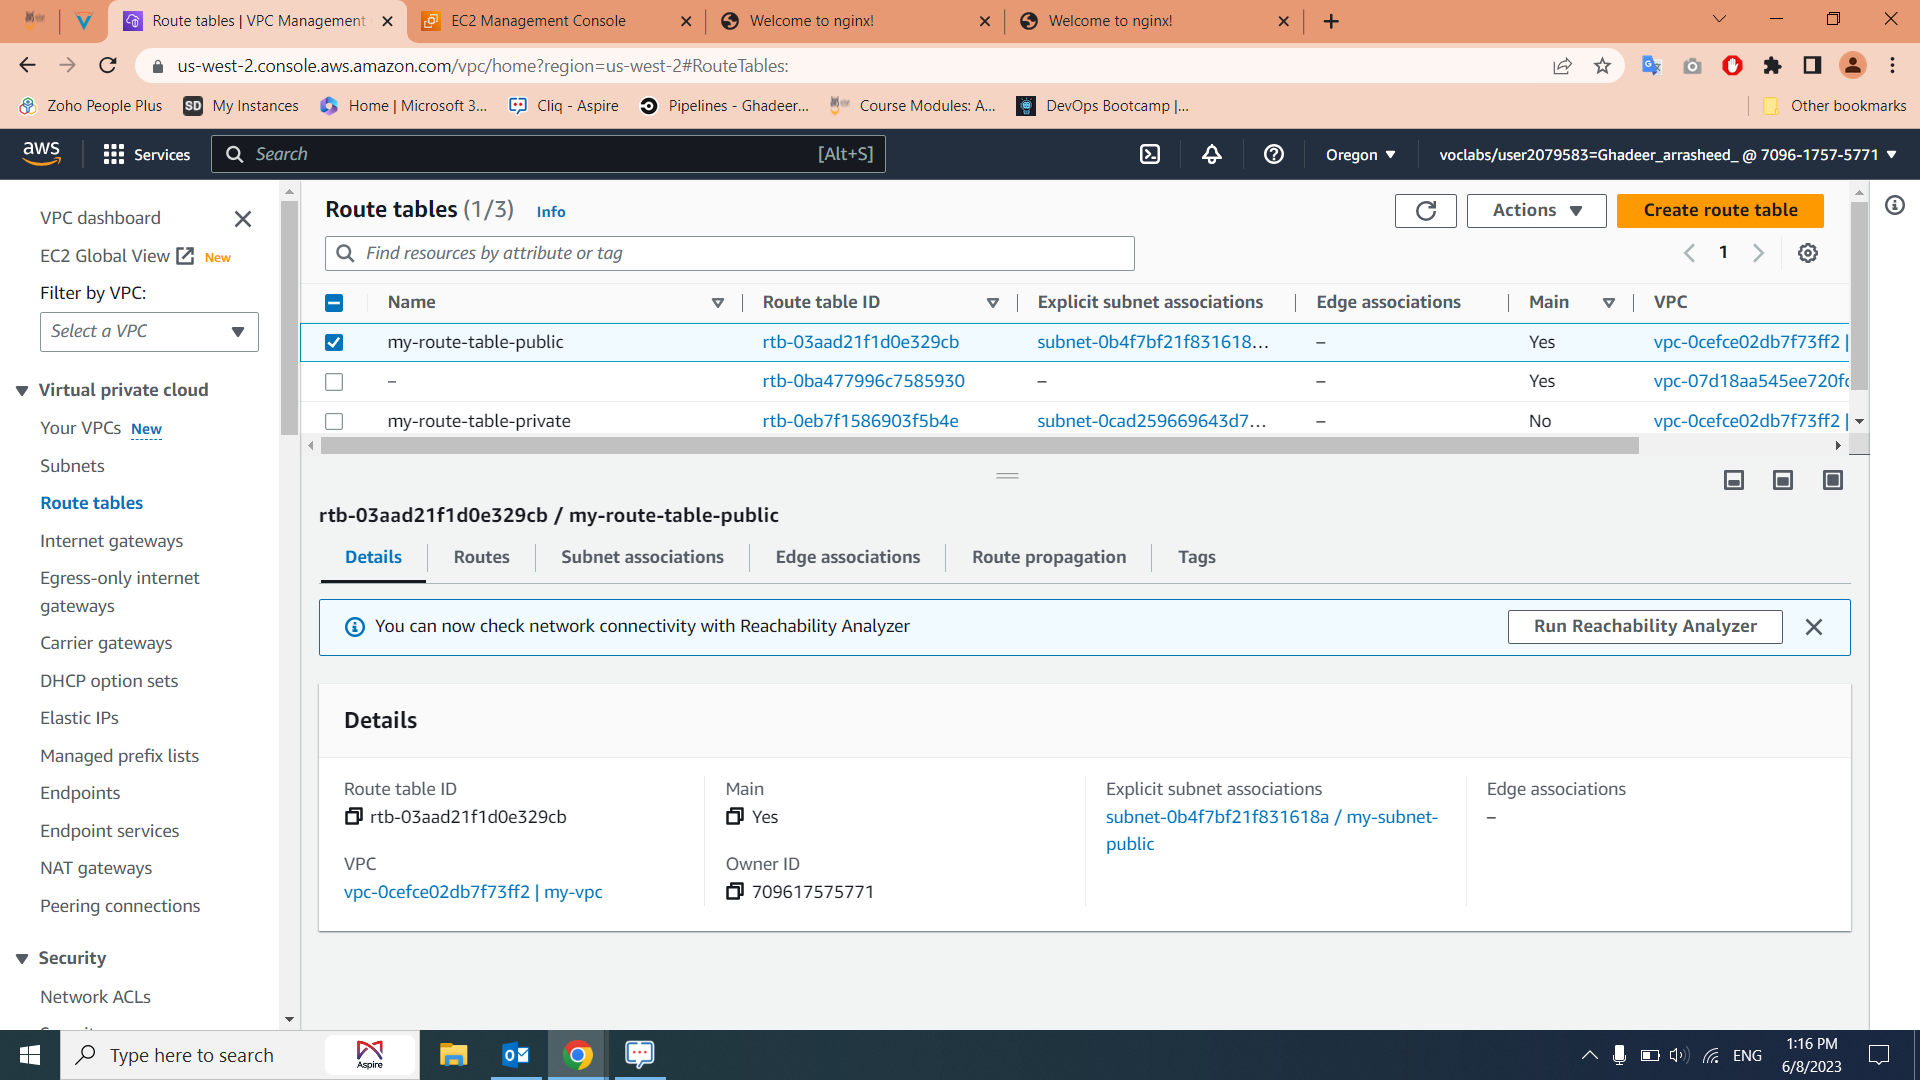 Route tables | VPC Management
EC2 Management Console
Welcome to nginx!
Welcome to nginx!
us-west-2.console.aws.amazon.com/vpc/home?region=us-west-2#RouteTables:
Zoho People Plus
SD My Instances
Home | Microsoft 3...
Cliq - Aspire
Pipelines - Ghadeer...
Course Modules: A...
DevOps Bootcamp |...
Other bookmarks
aws
Services
Search
[Alt+S]
Oregon
voclabs/user2079583=Ghadeer_arrasheed_ @ 7096-1757-5771
VPC dashboard
EC2 Global View New
Filter by VPC:
Select a VPC
Virtual private cloud
Your VPCs New
Subnets
Route tables
Internet gateways
Egress-only internet
gateways
Carrier gateways
DHCP option sets
Elastic IPs
Managed prefix lists
Endpoints
Endpoint services
NAT gateways
Peering connections
Security
Network ACLs
Route tables (1/3) Info
Actions
Create route table
Find resources by attribute or tag
1
Name Route table ID Explicit subnet associations Edge associations Main VPC
my-route-table-public rtb-03aad21f1d0e329cb subnet-0b4f7bf21f831618... – Yes vpc-0cefce02db7f73ff2 |
– rtb-0ba477996c7585930 – – Yes vpc-07d18aa545ee720fc
my-route-table-private rtb-0eb7f1586903f5b4e subnet-0cad259669643d7... – No vpc-0cefce02db7f73ff2 |
rtb-03aad21f1d0e329cb / my-route-table-public
Details Routes Subnet associations Edge associations Route propagation Tags
You can now check network connectivity with Reachability Analyzer
Run Reachability Analyzer
Details
Route table ID
rtb-03aad21f1d0e329cb
Main
Yes
Explicit subnet associations
subnet-0b4f7bf21f831618a / my-subnet-
public
Edge associations
–
VPC
vpc-0cefce02db7f73ff2 | my-vpc
Owner ID
709617575771
Type here to search
Aspire
ENG
1:16 PM
6/8/2023